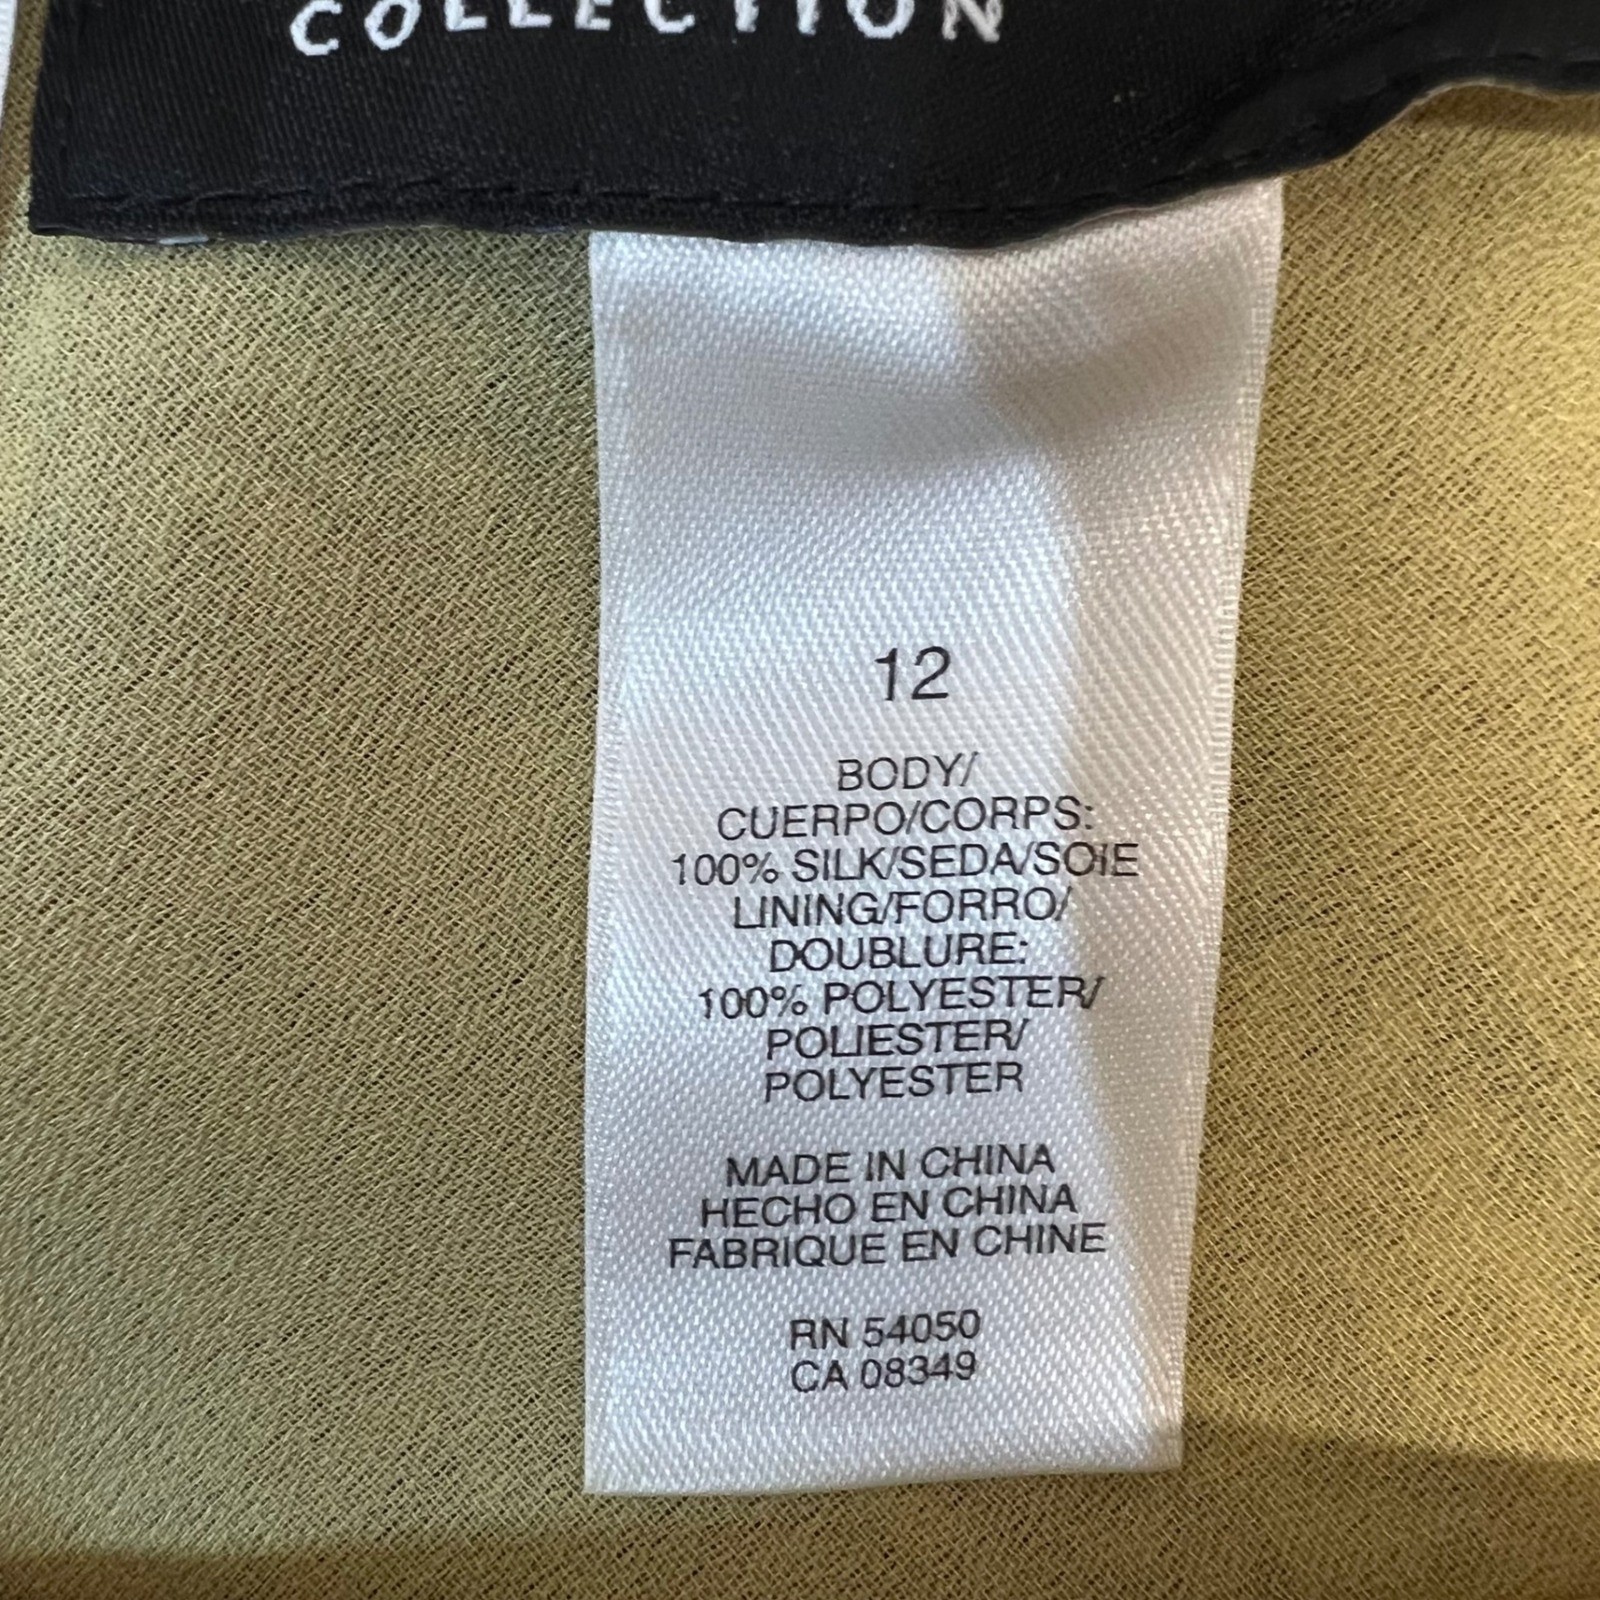 COLLECTION
12
BODY/
CUERPO/CORPS:
100% SILK/SEDA/SOIE
LINING/FORRO/
DOUBLURE:
100% POLYESTER/
POLIESTER/
POLYESTER
MADE IN CHINA
HECHO EN CHINA
FABRIQUE EN CHINE
RN 54050
CA 08349